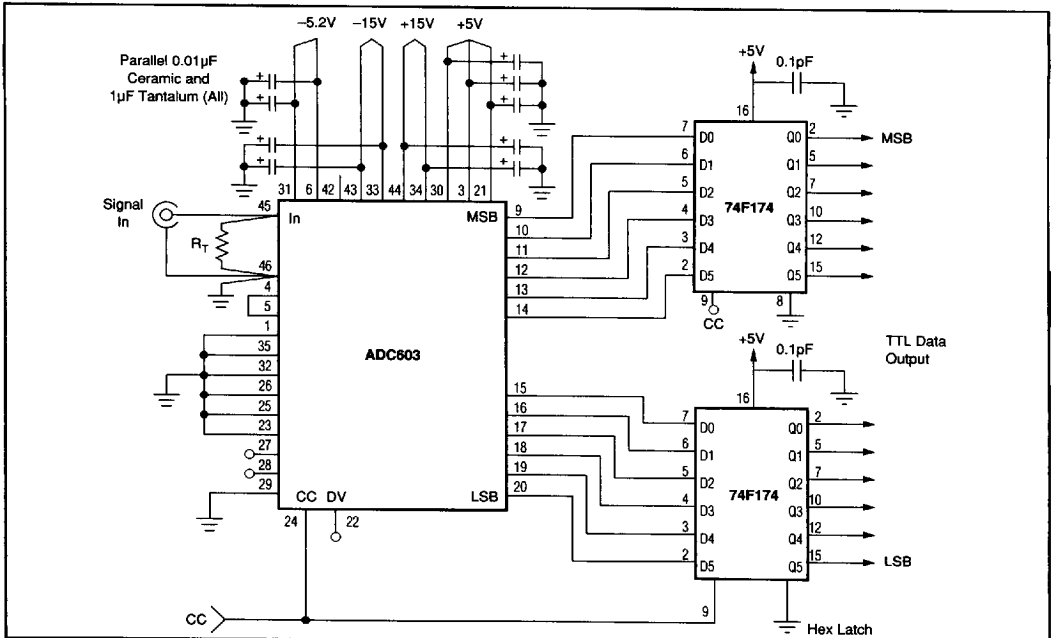 −5.2V −15V +15V +5V
Parallel 0.01µF
Ceramic and
1µF Tantalum (All)
+ +
+ +
+ + +
+ +
31 6 42 43 33 44 34 30 3 21
Signal
In
RT
45
46
4
5
1
35
32
26
25
23
27
28
29
In
MSB
ADC603
LSB
CC DV
24
22
9
10
11
12
13
14
15
16
17
18
19
20
CC
+5V
0.1pF
16
7 D0 Q0 2 MSB
6 D1 Q1 5
5 D2 Q2 7
74F174
4 D3 Q3 10
3 D4 Q4 12
2 D5 Q5 15
9
8
CC
TTL Data
Output
+5V
0.1pF
16
7 D0 Q0 2
6 D1 Q1 5
5 D2 Q2 7
74F174
4 D3 Q3 10
3 D4 Q4 12
2 D5 Q5 15 LSB
9
Hex Latch